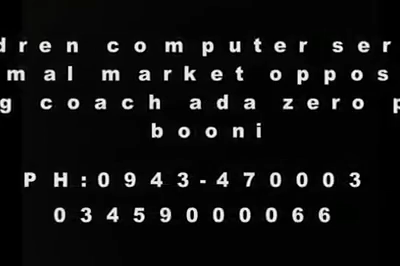 dren computer ser
mal market oppos
g coach ada zero p
booni
PH:0943-470003
03459000066